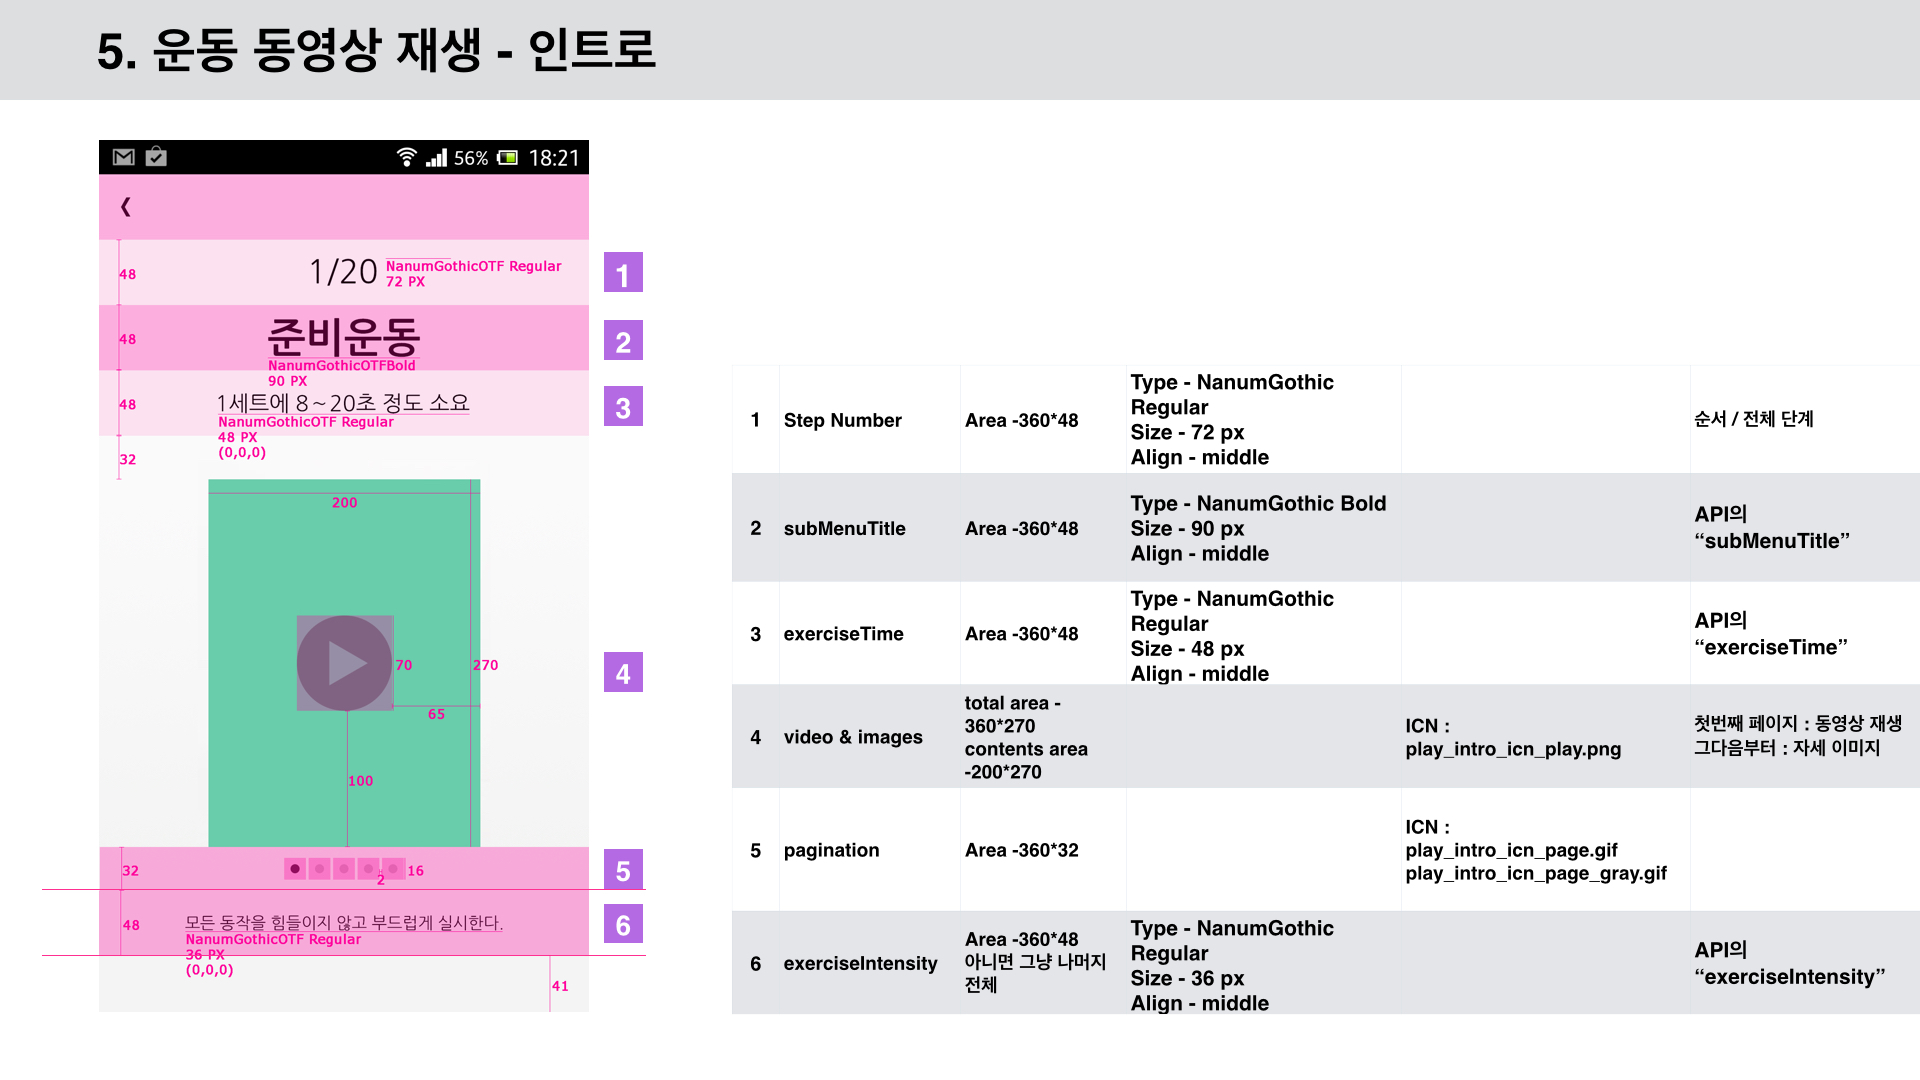 5. 운동 동영상 재생 - 인트로
56% 18:21
48
1/20
NanumGothicOTF Regular
72 PX
1
48
준비운동
NanumGothicOTFBold
90 PX
2
48
1세트에 8~20초 정도 소요
NanumGothicOTF Regular
48 PX
(0,0,0)
3
32
200
70
270
65
100
4
32
2
16
5
48
모든 동작을 힘들이지 않고 부드럽게 실시한다.
NanumGothicOTF Regular
36 PX
(0,0,0)
6
41
1
Step Number
Area -360*48
Type - NanumGothic
Regular
Size - 72 px
Align - middle
순서 / 전체 단계
2
subMenuTitle
Area -360*48
Type - NanumGothic Bold
Size - 90 px
Align - middle
API의
“subMenuTitle”
3
exerciseTime
Area -360*48
Type - NanumGothic
Regular
Size - 48 px
Align - middle
API의
“exerciseTime”
4
video & images
total area -
360*270
contents area
-200*270
ICN :
play_intro_icn_play.png
첫번째 페이지 : 동영상 재생
그다음부터 : 자세 이미지
5
pagination
Area -360*32
ICN :
play_intro_icn_page.gif
play_intro_icn_page_gray.gif
6
exerciseIntensity
Area -360*48
아니면 그냥 나머지
전체
Type - NanumGothic
Regular
Size - 36 px
Align - middle
API의
“exerciseIntensity”